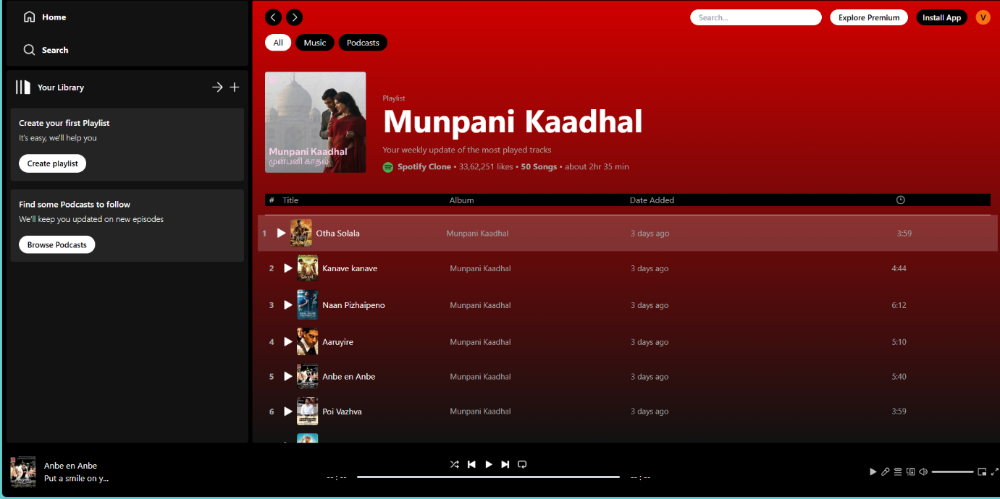 Home
Search
Your Library
Create your first Playlist
It's easy, we'll help you
Create playlist
Find some Podcasts to follow
We'll keep you updated on new episodes
Browse Podcasts
Search... Explore Premium Install App V
All Music Podcasts
Munpani Kaadhal
முன்பனி காதல்
Playlist
Munpani Kaadhal
Your weekly update of the most played tracks
Spotify Clone • 33,62,251 likes • 50 Songs • about 2hr 35 min
# Title Album Date Added
1 Otha Solala Munpani Kaadhal 3 days ago 3:59
2 Kanave kanave Munpani Kaadhal 3 days ago 4:44
3 Naan Pizhaipeno Munpani Kaadhal 3 days ago 6:12
4 Aaruyire Munpani Kaadhal 3 days ago 5:10
5 Anbe en Anbe Munpani Kaadhal 3 days ago 5:40
6 Poi Vazhva Munpani Kaadhal 3 days ago 3:59
Anbe en Anbe
Put a smile on y...
--:-- --:--